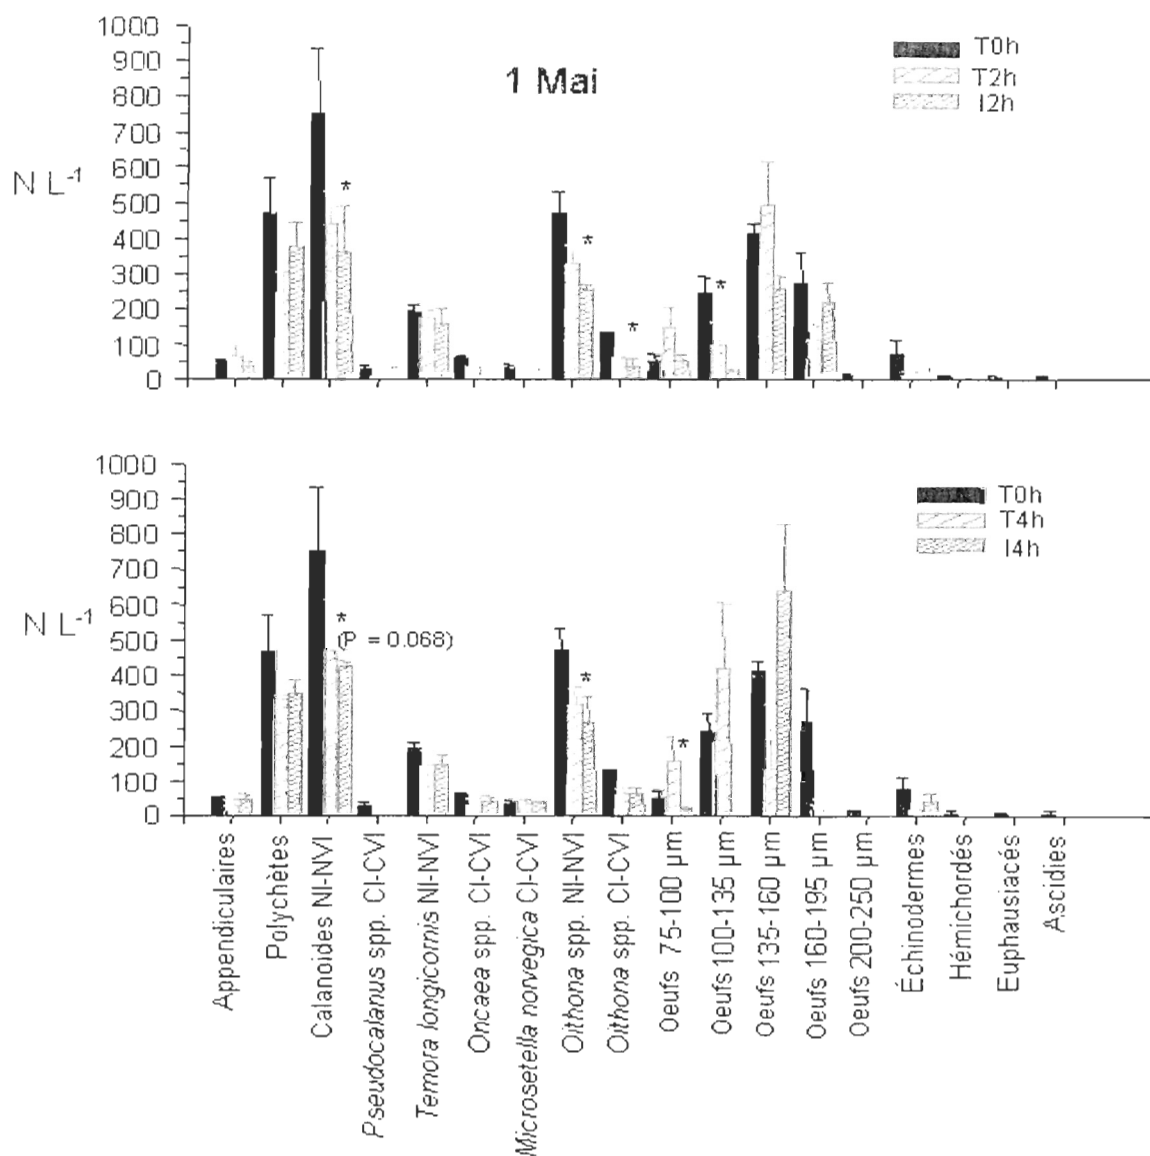 1000
900
800
700
600
500
400
300
200
100
0
N L-1
1 Mai
T0h
T2h
I2h
*
*
*
*
1000
900
800
700
600
500
400
300
200
100
0
N L-1
T0h
T4h
I4h
*
(P = 0.068)
*
*
Appendiculaires
Polychètes
Calanoides NI-NVI
Pseudocalanus spp. CI-CVI
Temora longicornis NI-NVI
Oncaea spp. CI-CVI
Microsetella norvegica CI-CVI
Oithona spp. NI-NVI
Oithona spp. CI-CVI
Oeufs 75-100 µm
Oeufs 100-135 µm
Oeufs 135-160 µm
Oeufs 160-195 µm
Oeufs 200-250 µm
Échinodermes
Hémichordés
Euphausiacés
Ascidies